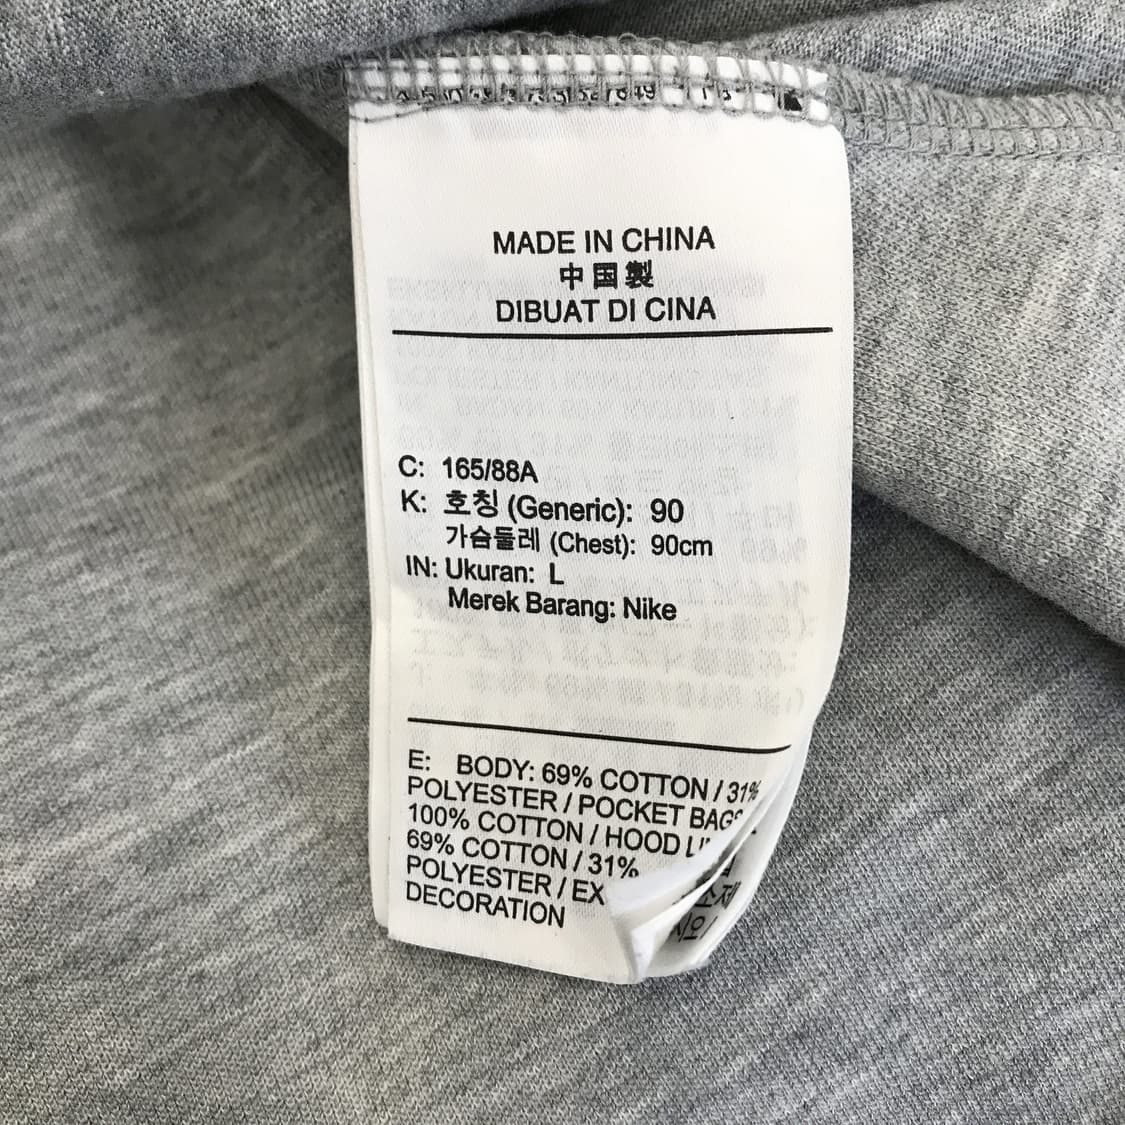 MADE IN CHINA
中国製
DIBUAT DI CINA
C: 165/88A
K: 호칭 (Generic): 90
가슴둘레 (Chest): 90cm
IN: Ukuran: L
Merek Barang: Nike
E: BODY: 69% COTTON / 31%
POLYESTER / POCKET BAGS
100% COTTON / HOOD
69% COTTON / 31%
POLYESTER /
DECORATION